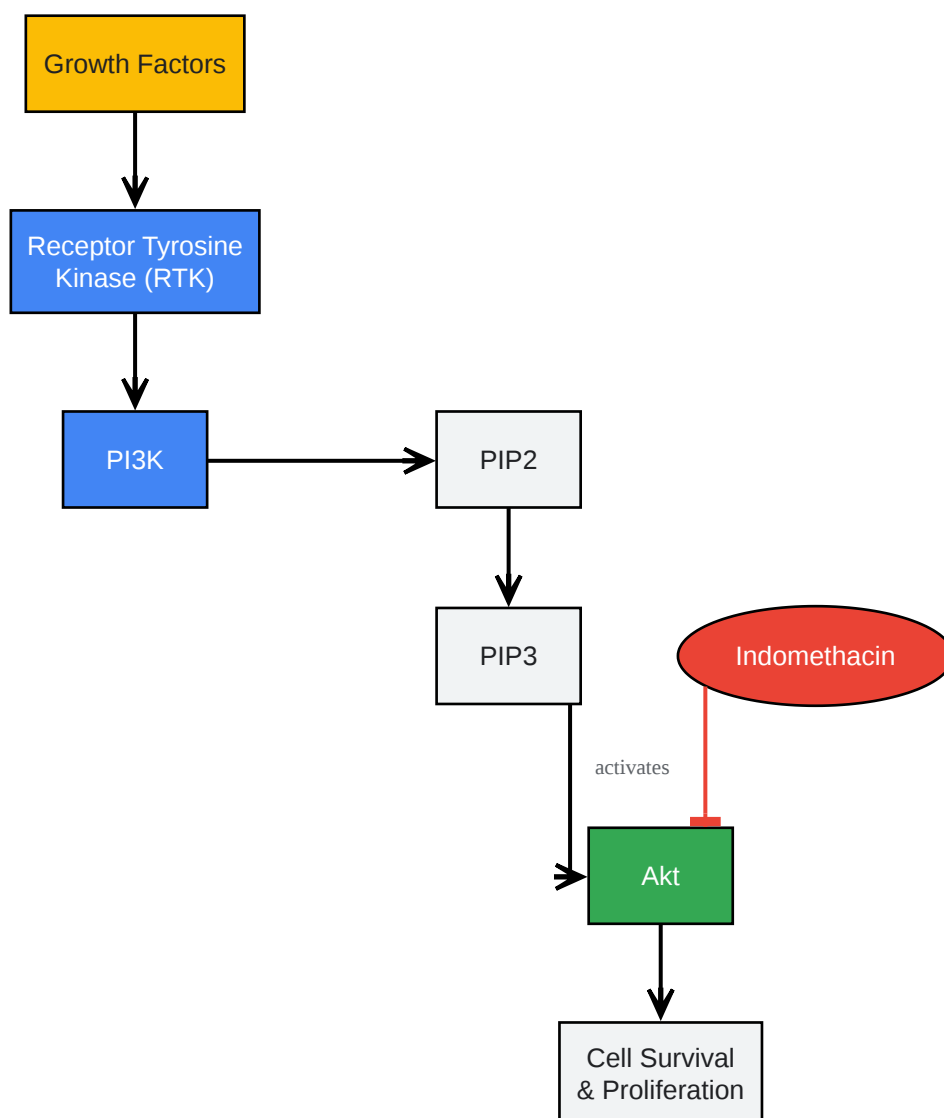 Growth Factors
Receptor Tyrosine
Kinase (RTK)
PI3K
PIP2
PIP3
Indomethacin
activates
Akt
Cell Survival
& Proliferation